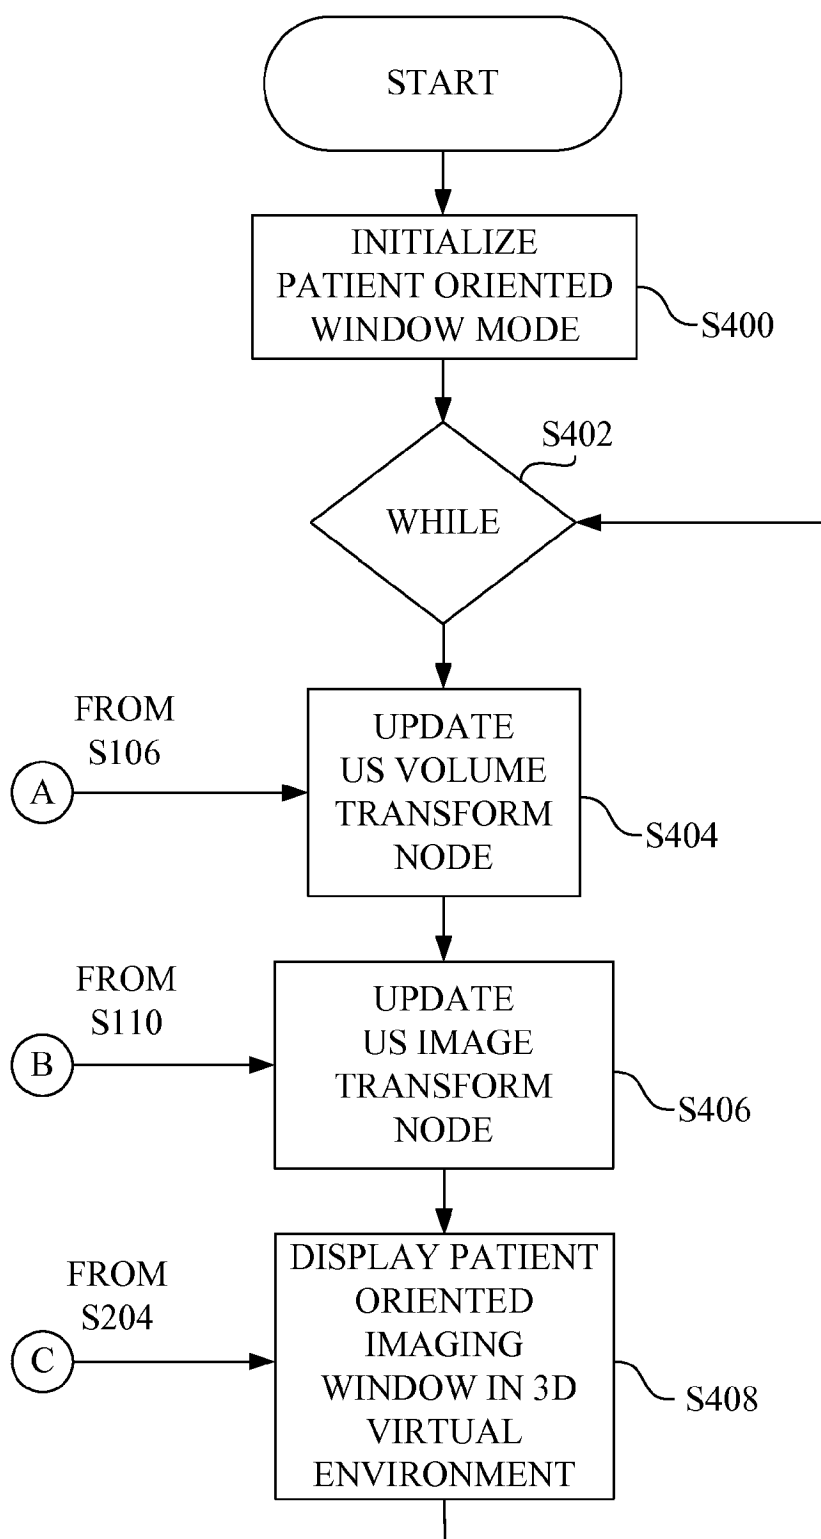 START
INITIALIZE
PATIENT ORIENTED
WINDOW MODE
S400
S402
WHILE
FROM
S106
A
UPDATE
US VOLUME
TRANSFORM
NODE
S404
FROM
S110
B
UPDATE
US IMAGE
TRANSFORM
NODE
S406
FROM
S204
C
DISPLAY PATIENT
ORIENTED
IMAGING
WINDOW IN 3D
VIRTUAL
ENVIRONMENT
S408